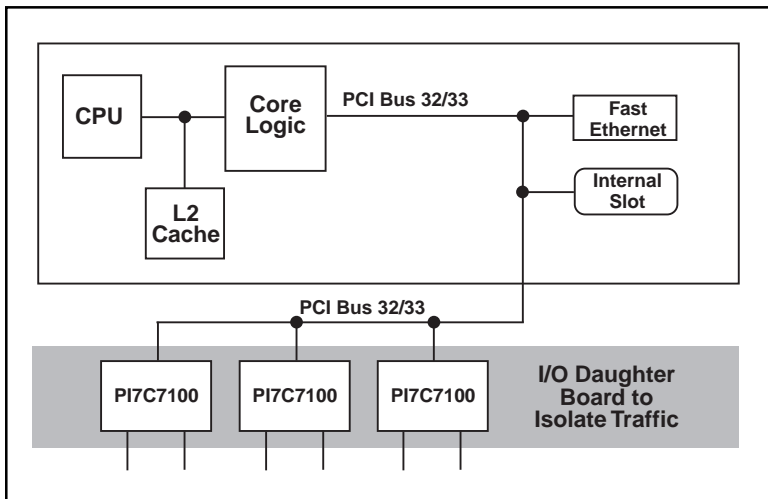 CPU
Core
Logic
PCI Bus 32/33
Fast
Ethernet
L2
Cache
Internal
Slot
PCI Bus 32/33
PI7C7100
PI7C7100
PI7C7100
I/O Daughter
Board to
Isolate Traffic